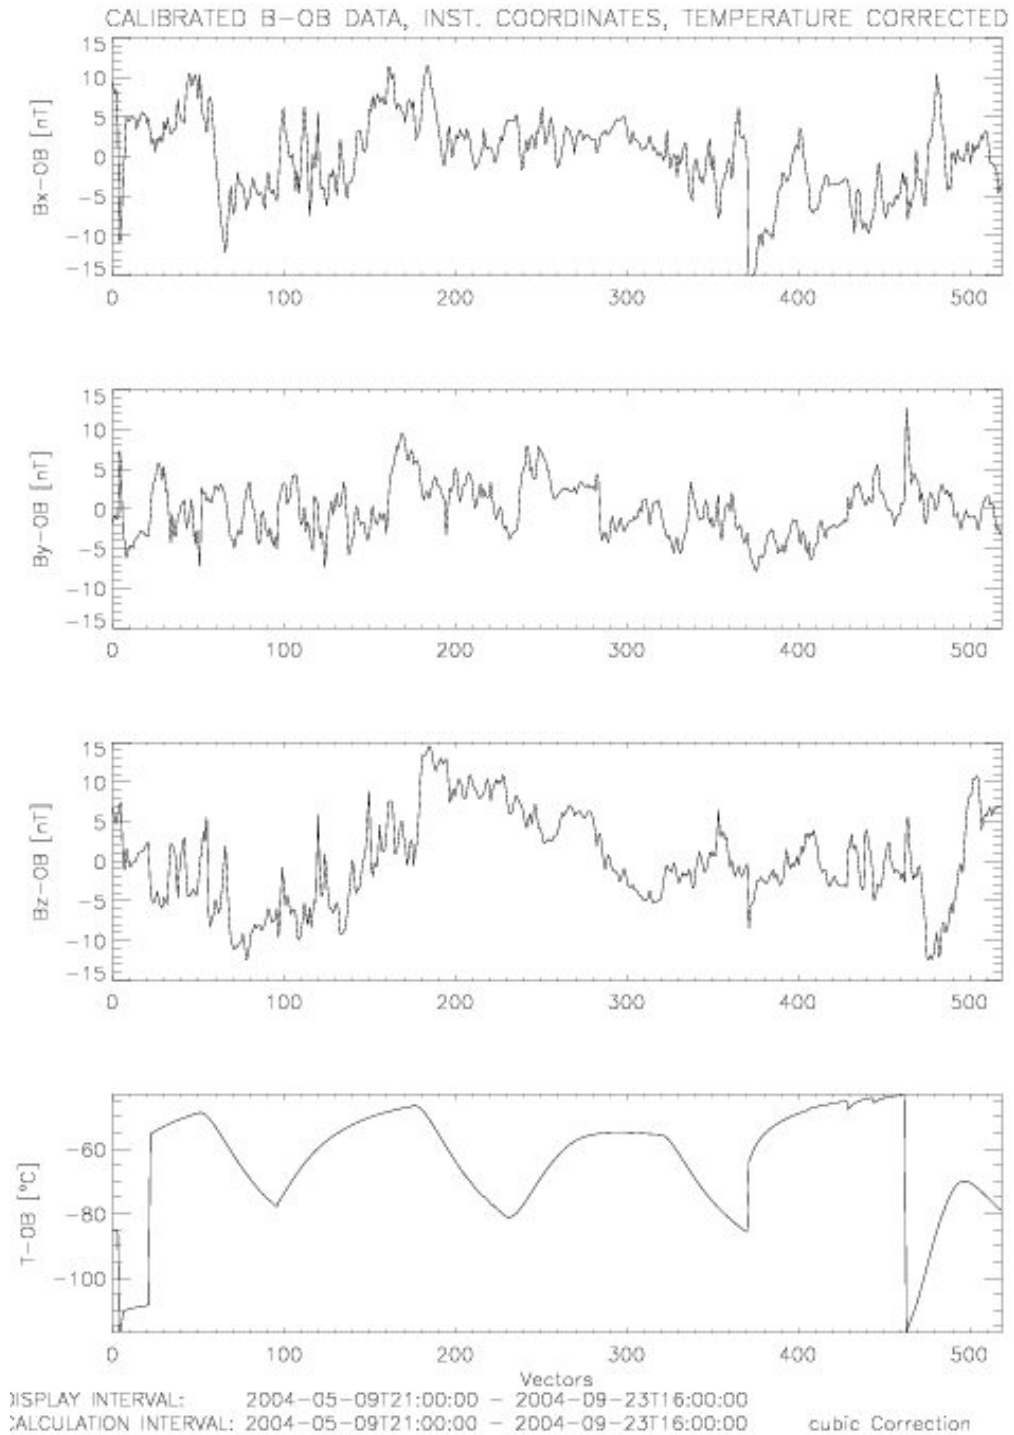 CALIBRATED B-OB DATA, INST. COORDINATES, TEMPERATURE CORRECTED
Bx-OB [nT]
15
10
5
0
-5
-10
-15
0 100 200 300 400 500
By-OB [nT]
15
10
5
0
-5
-10
-15
0 100 200 300 400 500
Bz-OB [nT]
15
10
5
0
-5
-10
-15
0 100 200 300 400 500
T-OB [°C]
-60
-80
-100
0 100 200 300 400 500
Vectors
DISPLAY INTERVAL: 2004-05-09T21:00:00 - 2004-09-23T16:00:00
CALCULATION INTERVAL: 2004-05-09T21:00:00 - 2004-09-23T16:00:00 cubic Correction